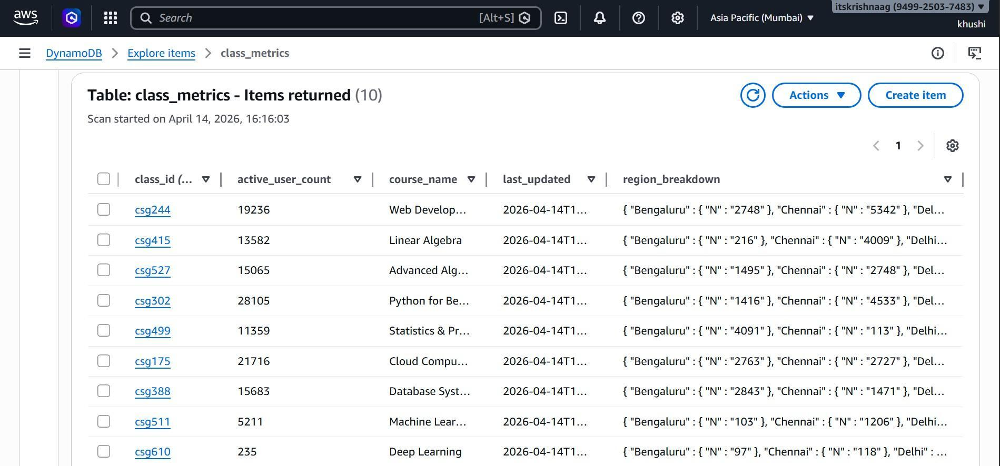 aws
Search [Alt+S] Asia Pacific (Mumbai) ▼ itskrishnaag (9499-2503-7483) ▼
khushi
DynamoDB > Explore items > class_metrics
Table: class_metrics - Items returned (10) Actions ▼ Create item
Scan started on April 14, 2026, 16:16:03
< 1 >
class_id (... active_user_count course_name last_updated region_breakdown
csg244 19236 Web Develop... 2026-04-14T1... { "Bengaluru" : { "N" : "2748" }, "Chennai" : { "N" : "5342" }, "Del...
csg415 13582 Linear Algebra 2026-04-14T1... { "Bengaluru" : { "N" : "216" }, "Chennai" : { "N" : "4009" }, "Delhi...
csg527 15065 Advanced Alg... 2026-04-14T1... { "Bengaluru" : { "N" : "1495" }, "Chennai" : { "N" : "2748" }, "Del...
csg302 28105 Python for Be... 2026-04-14T1... { "Bengaluru" : { "N" : "1416" }, "Chennai" : { "N" : "4533" }, "Del...
csg499 11359 Statistics & Pr... 2026-04-14T1... { "Bengaluru" : { "N" : "4091" }, "Chennai" : { "N" : "113" }, "Delhi...
csg175 21716 Cloud Compu... 2026-04-14T1... { "Bengaluru" : { "N" : "2763" }, "Chennai" : { "N" : "2727" }, "Del...
csg388 15683 Database Syst... 2026-04-14T1... { "Bengaluru" : { "N" : "2843" }, "Chennai" : { "N" : "1471" }, "Del...
csg511 5211 Machine Lear... 2026-04-14T1... { "Bengaluru" : { "N" : "103" }, "Chennai" : { "N" : "1206" }, "Delhi...
csg610 235 Deep Learning 2026-04-14T1... { "Bengaluru" : { "N" : "97" }, "Chennai" : { "N" : "118" }, "Delhi" : ...